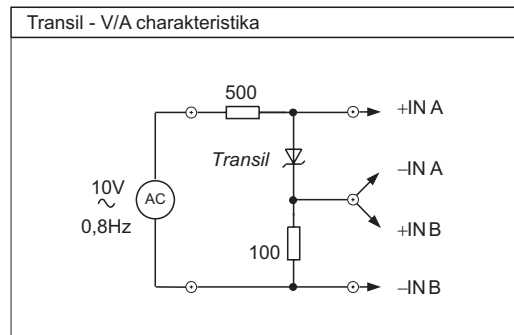 Transil - V/A charakteristika
500
+IN A
Transil
–IN A
10V
~
AC
0,8Hz
+IN B
100
–IN B